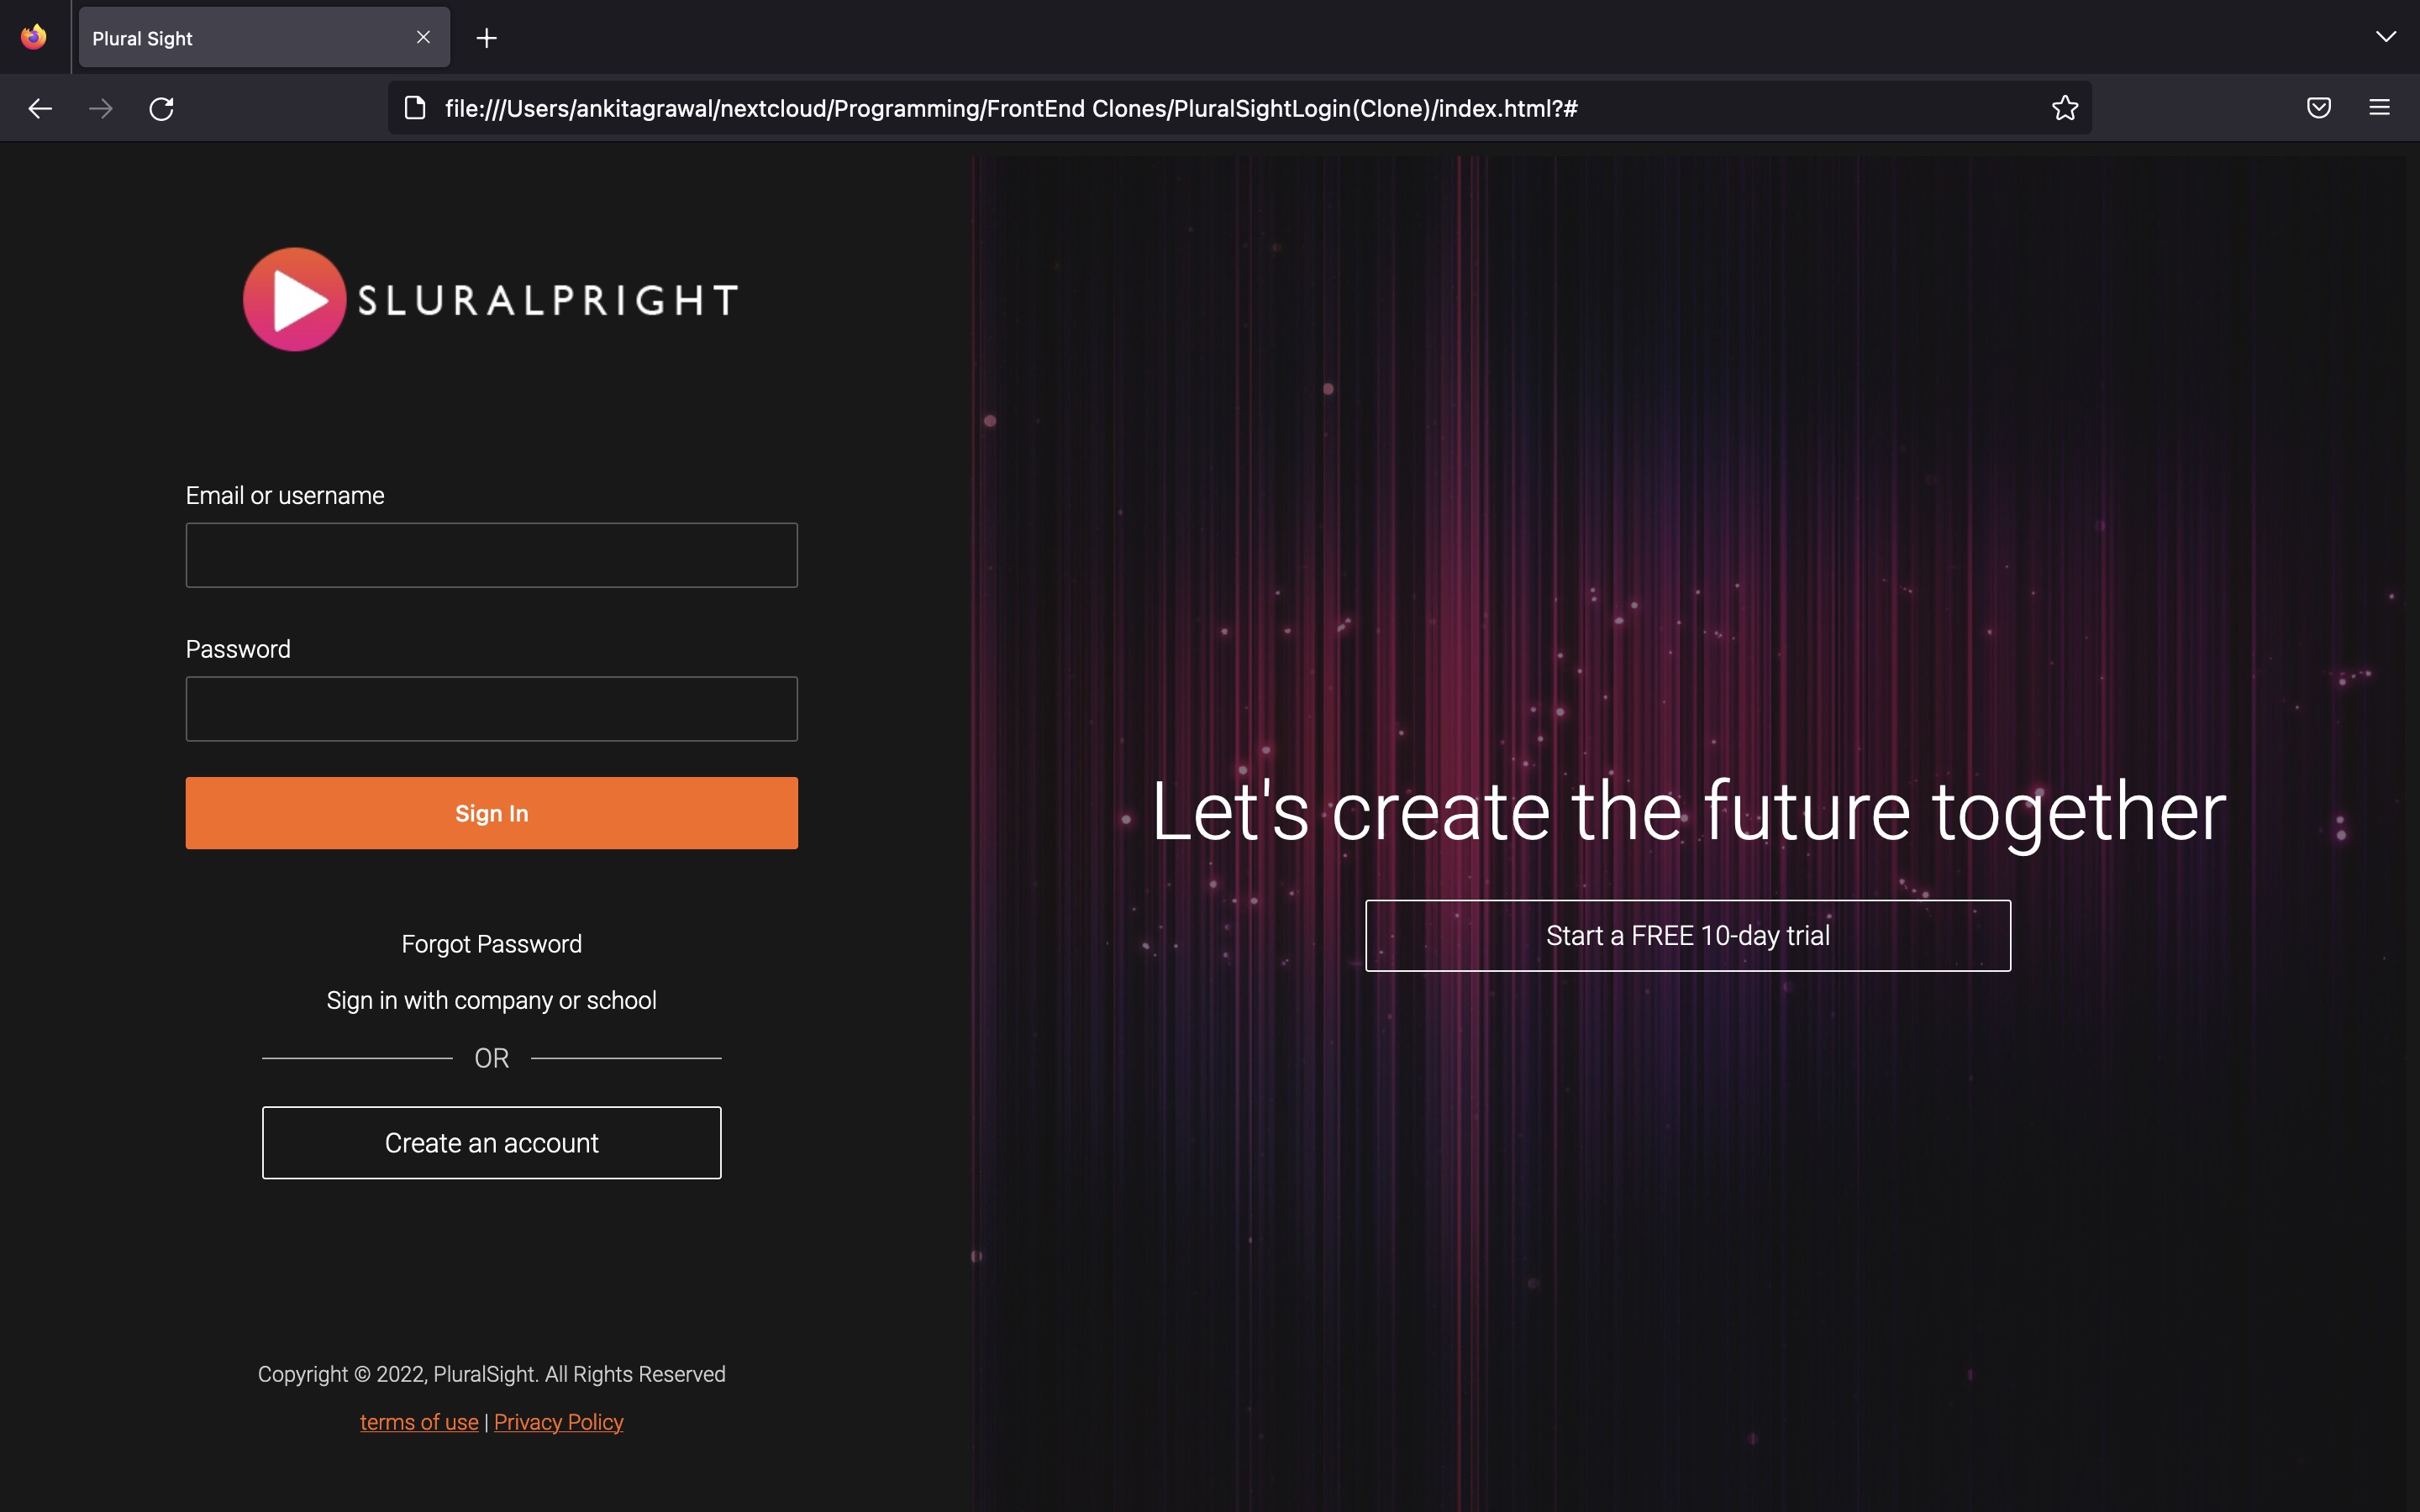 Plural Sight
file:///Users/ankitagrawal/nextcloud/Programming/FrontEnd Clones/PluralSightLogin(Clone)/index.html?#
SLURALPRIGHT
Email or username
Password
Sign In
Forgot Password
Sign in with company or school
OR
Create an account
Copyright © 2022, PluralSight. All Rights Reserved
terms of use | Privacy Policy
Let's create the future together
Start a FREE 10-day trial